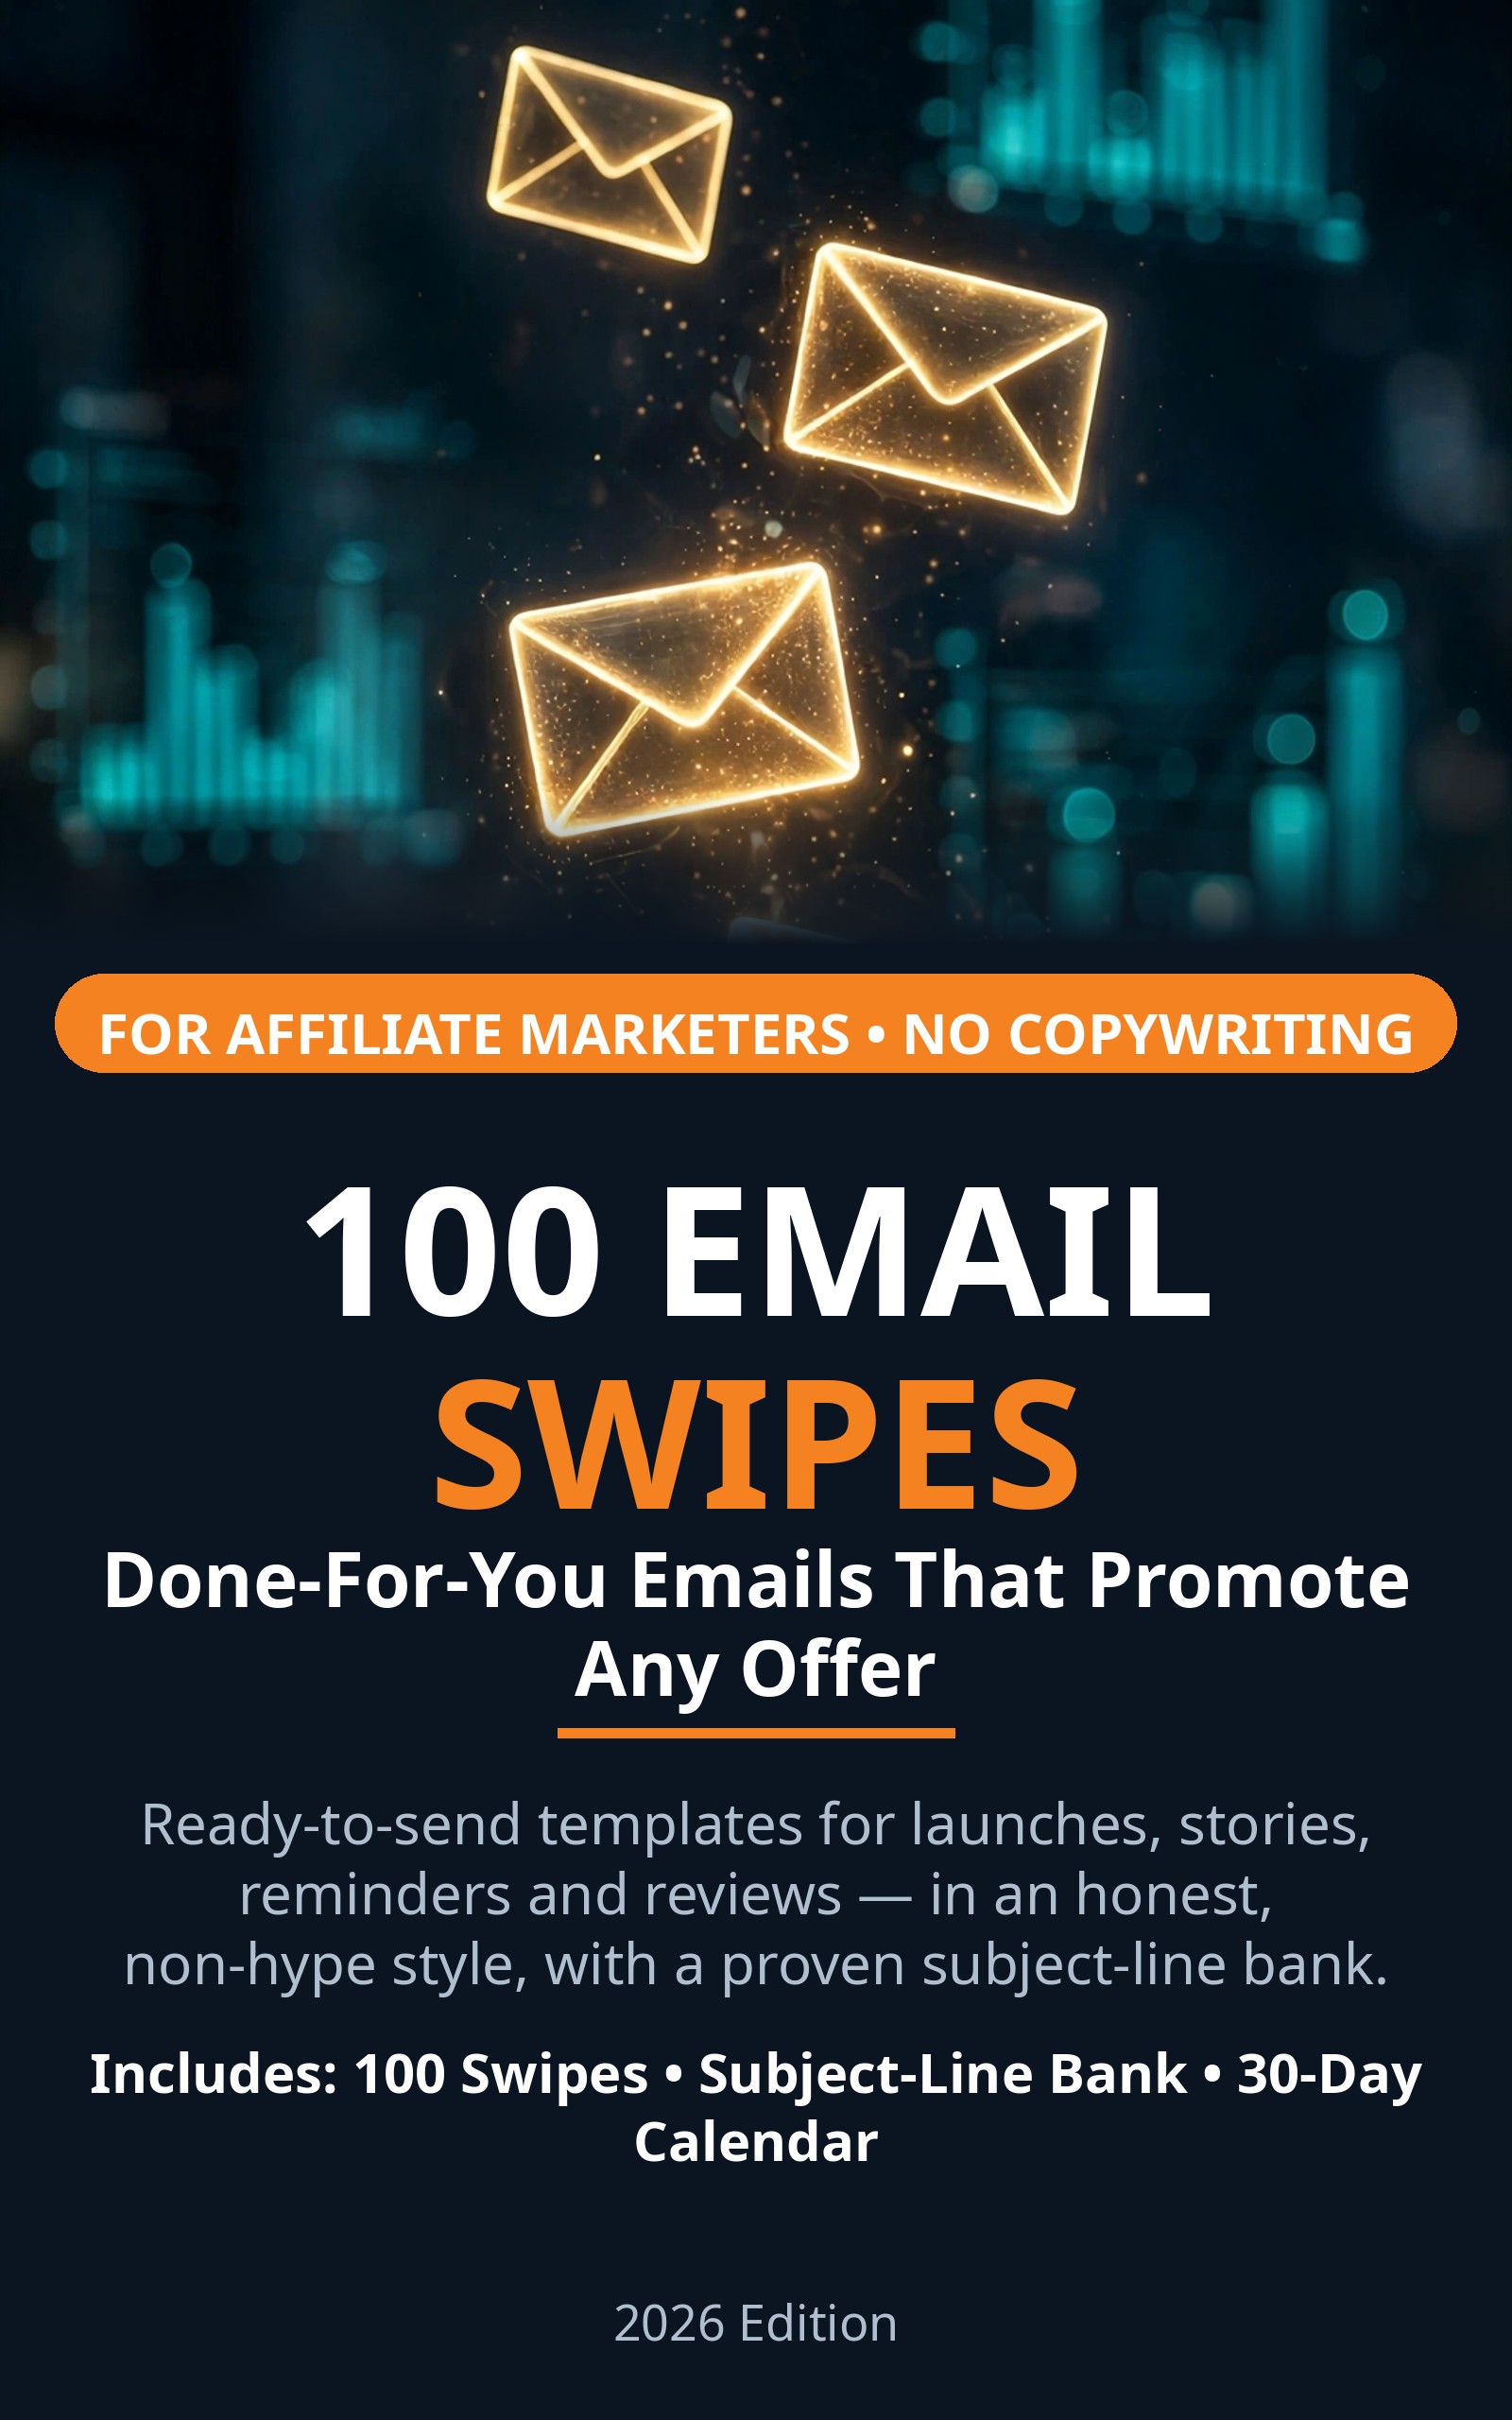 FOR AFFILIATE MARKETERS • NO COPYWRITING
100 EMAIL
SWIPES
Done-For-You Emails That Promote
Any Offer
Ready-to-send templates for launches, stories,
reminders and reviews — in an honest,
non-hype style, with a proven subject-line bank.
Includes: 100 Swipes • Subject-Line Bank • 30-Day
Calendar
2026 Edition